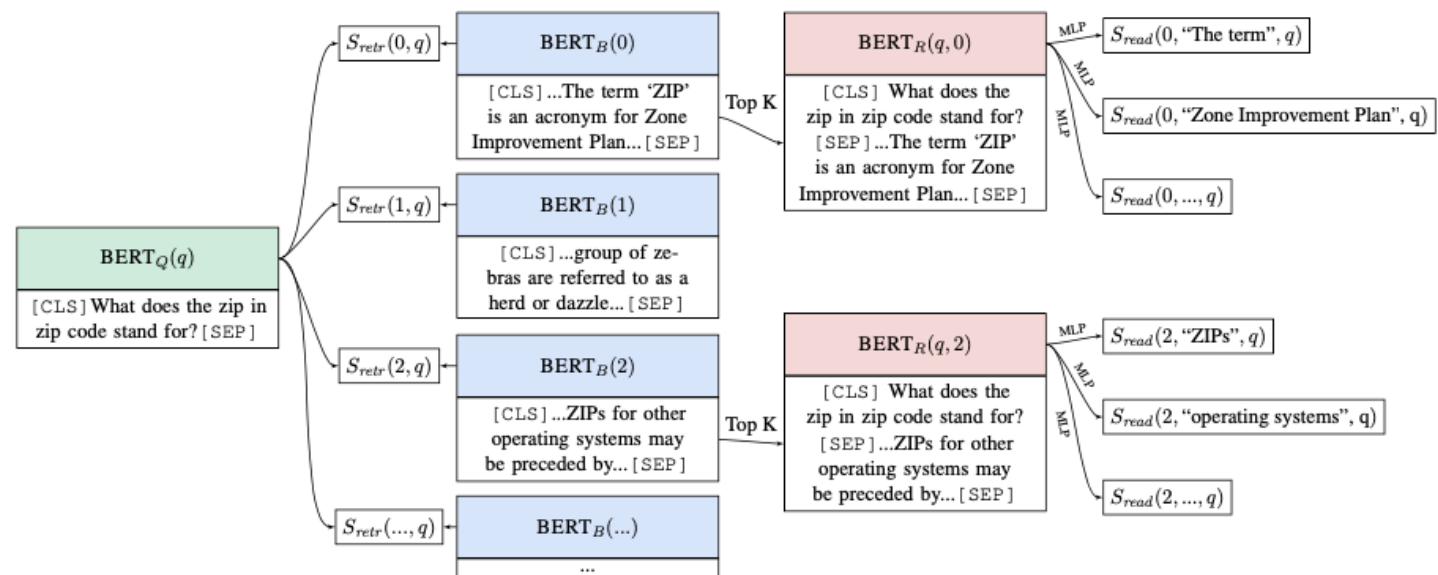 BERT_Q(q)
[CLS] What does the zip in
zip code stand for? [SEP]
S_retr(0, q)
S_retr(1, q)
S_retr(2, q)
S_retr(..., q)
BERT_B(0)
[CLS]...The term ‘ZIP’
is an acronym for Zone
Improvement Plan...[SEP]
BERT_B(1)
[CLS]...group of ze-
bras are referred to as a
herd or dazzle...[SEP]
BERT_B(2)
[CLS]...ZIPs for other
operating systems may
be preceded by...[SEP]
BERT_B(...)
...
Top K
Top K
BERT_R(q, 0)
[CLS] What does the
zip in zip code stand for?
[SEP]...The term ‘ZIP’
is an acronym for Zone
Improvement Plan...[SEP]
MLP
MLP
MLP
S_read(0, “The term”, q)
S_read(0, “Zone Improvement Plan”, q)
S_read(0, ..., q)
BERT_R(q, 2)
[CLS] What does the
zip in zip code stand for?
[SEP]...ZIPs for other
operating systems may
be preceded by...[SEP]
MLP
MLP
MLP
S_read(2, “ZIPs”, q)
S_read(2, “operating systems”, q)
S_read(2, ..., q)